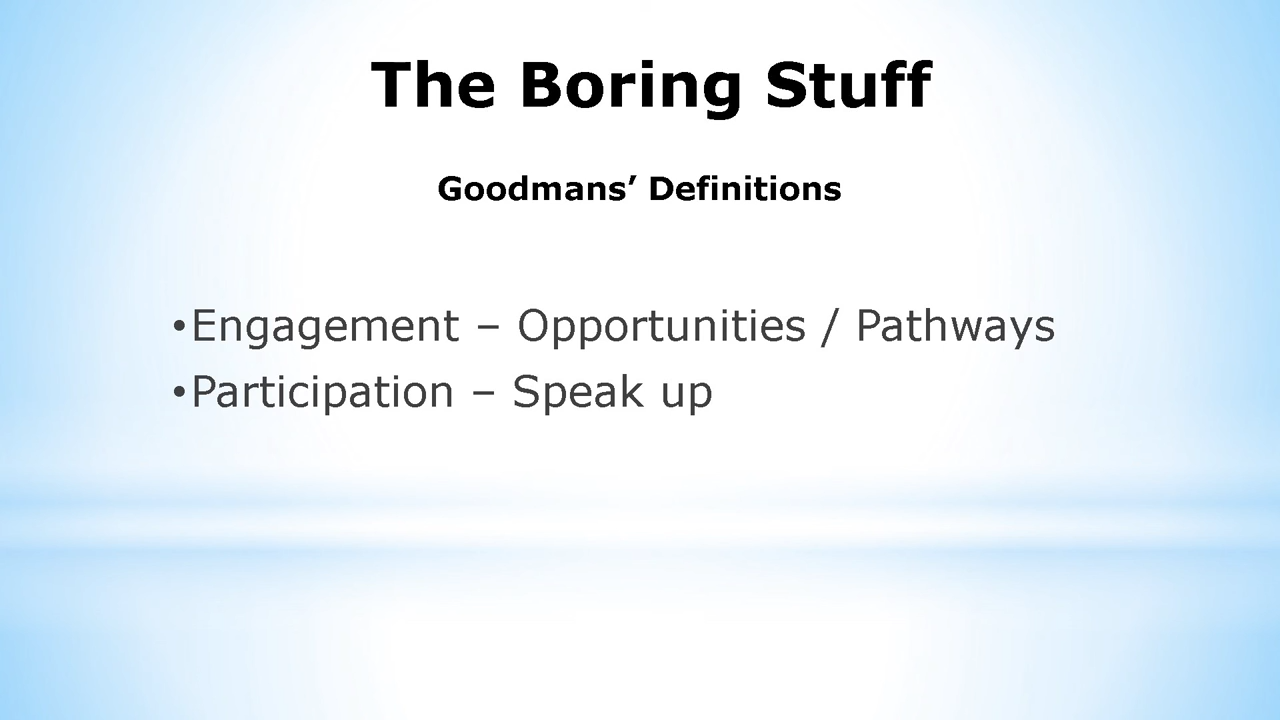 The Boring Stuff
Goodmans’ Definitions
•Engagement – Opportunities / Pathways
•Participation – Speak up